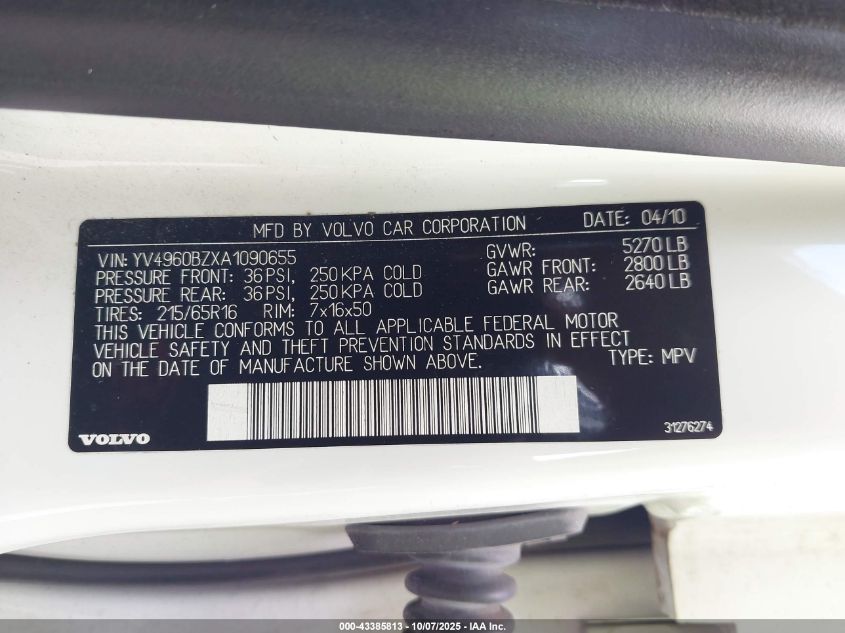 MFD BY VOLVO CAR CORPORATION DATE: 04/10
VIN: YV4960BZXA1090655 GVWR: 5270 LB
PRESSURE FRONT: 36 PSI, 250 KPA COLD GAWR FRONT: 2800 LB
PRESSURE REAR: 36 PSI, 250 KPA COLD GAWR REAR: 2640 LB
TIRES: 215/65R16 RIM: 7x16x50
THIS VEHICLE CONFORMS TO ALL APPLICABLE FEDERAL MOTOR
VEHICLE SAFETY AND THEFT PREVENTION STANDARDS IN EFFECT
ON THE DATE OF MANUFACTURE SHOWN ABOVE. TYPE: MPV
VOLVO 31276274
000-43385813 - 10/07/2025 - IAA Inc.